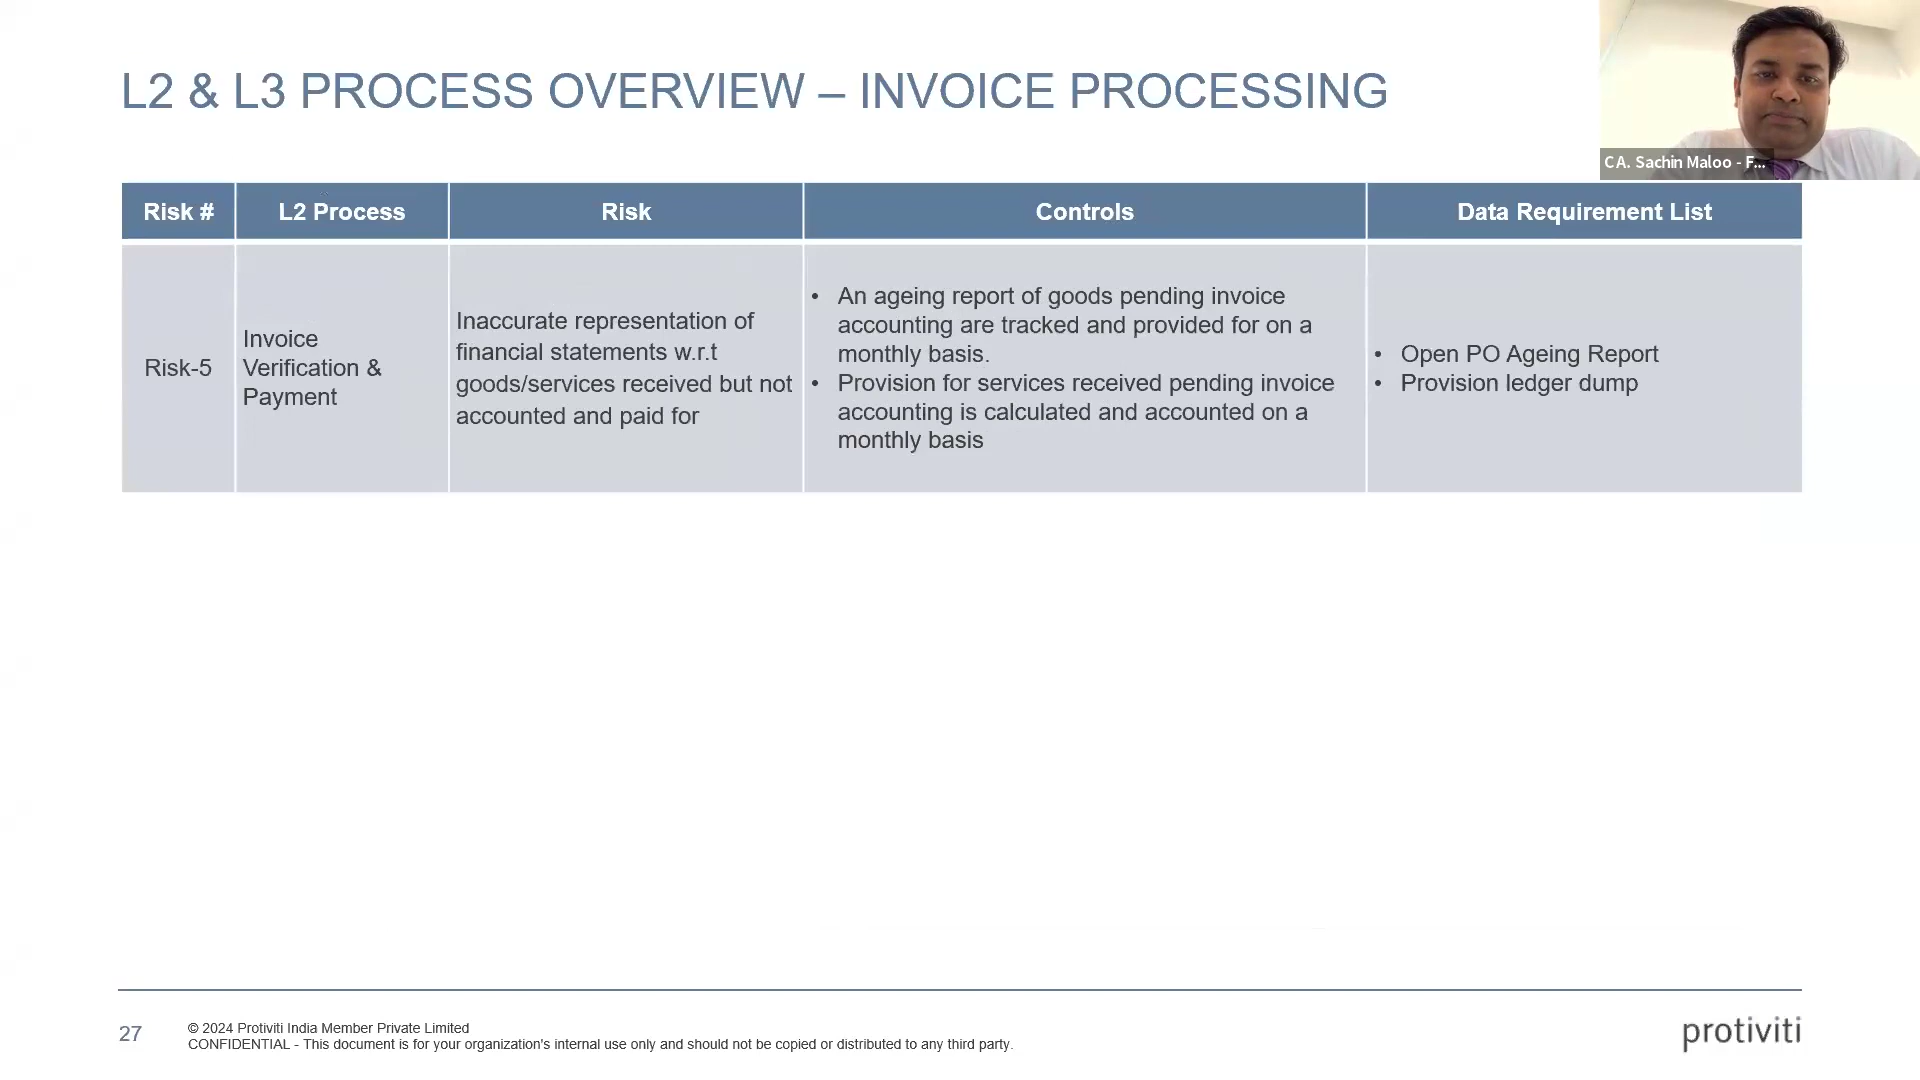 L2 & L3 PROCESS OVERVIEW – INVOICE PROCESSING
CA. Sachin Maloo - F...
Risk # L2 Process Risk Controls Data Requirement List
Risk-5
Invoice
Verification &
Payment
Inaccurate representation of
financial statements w.r.t
goods/services received but not
accounted and paid for
• An ageing report of goods pending invoice
accounting are tracked and provided for on a
monthly basis.
• Provision for services received pending invoice
accounting is calculated and accounted on a
monthly basis
• Open PO Ageing Report
• Provision ledger dump
27
© 2024 Protiviti India Member Private Limited
CONFIDENTIAL - This document is for your organization's internal use only and should not be copied or distributed to any third party.
protiviti